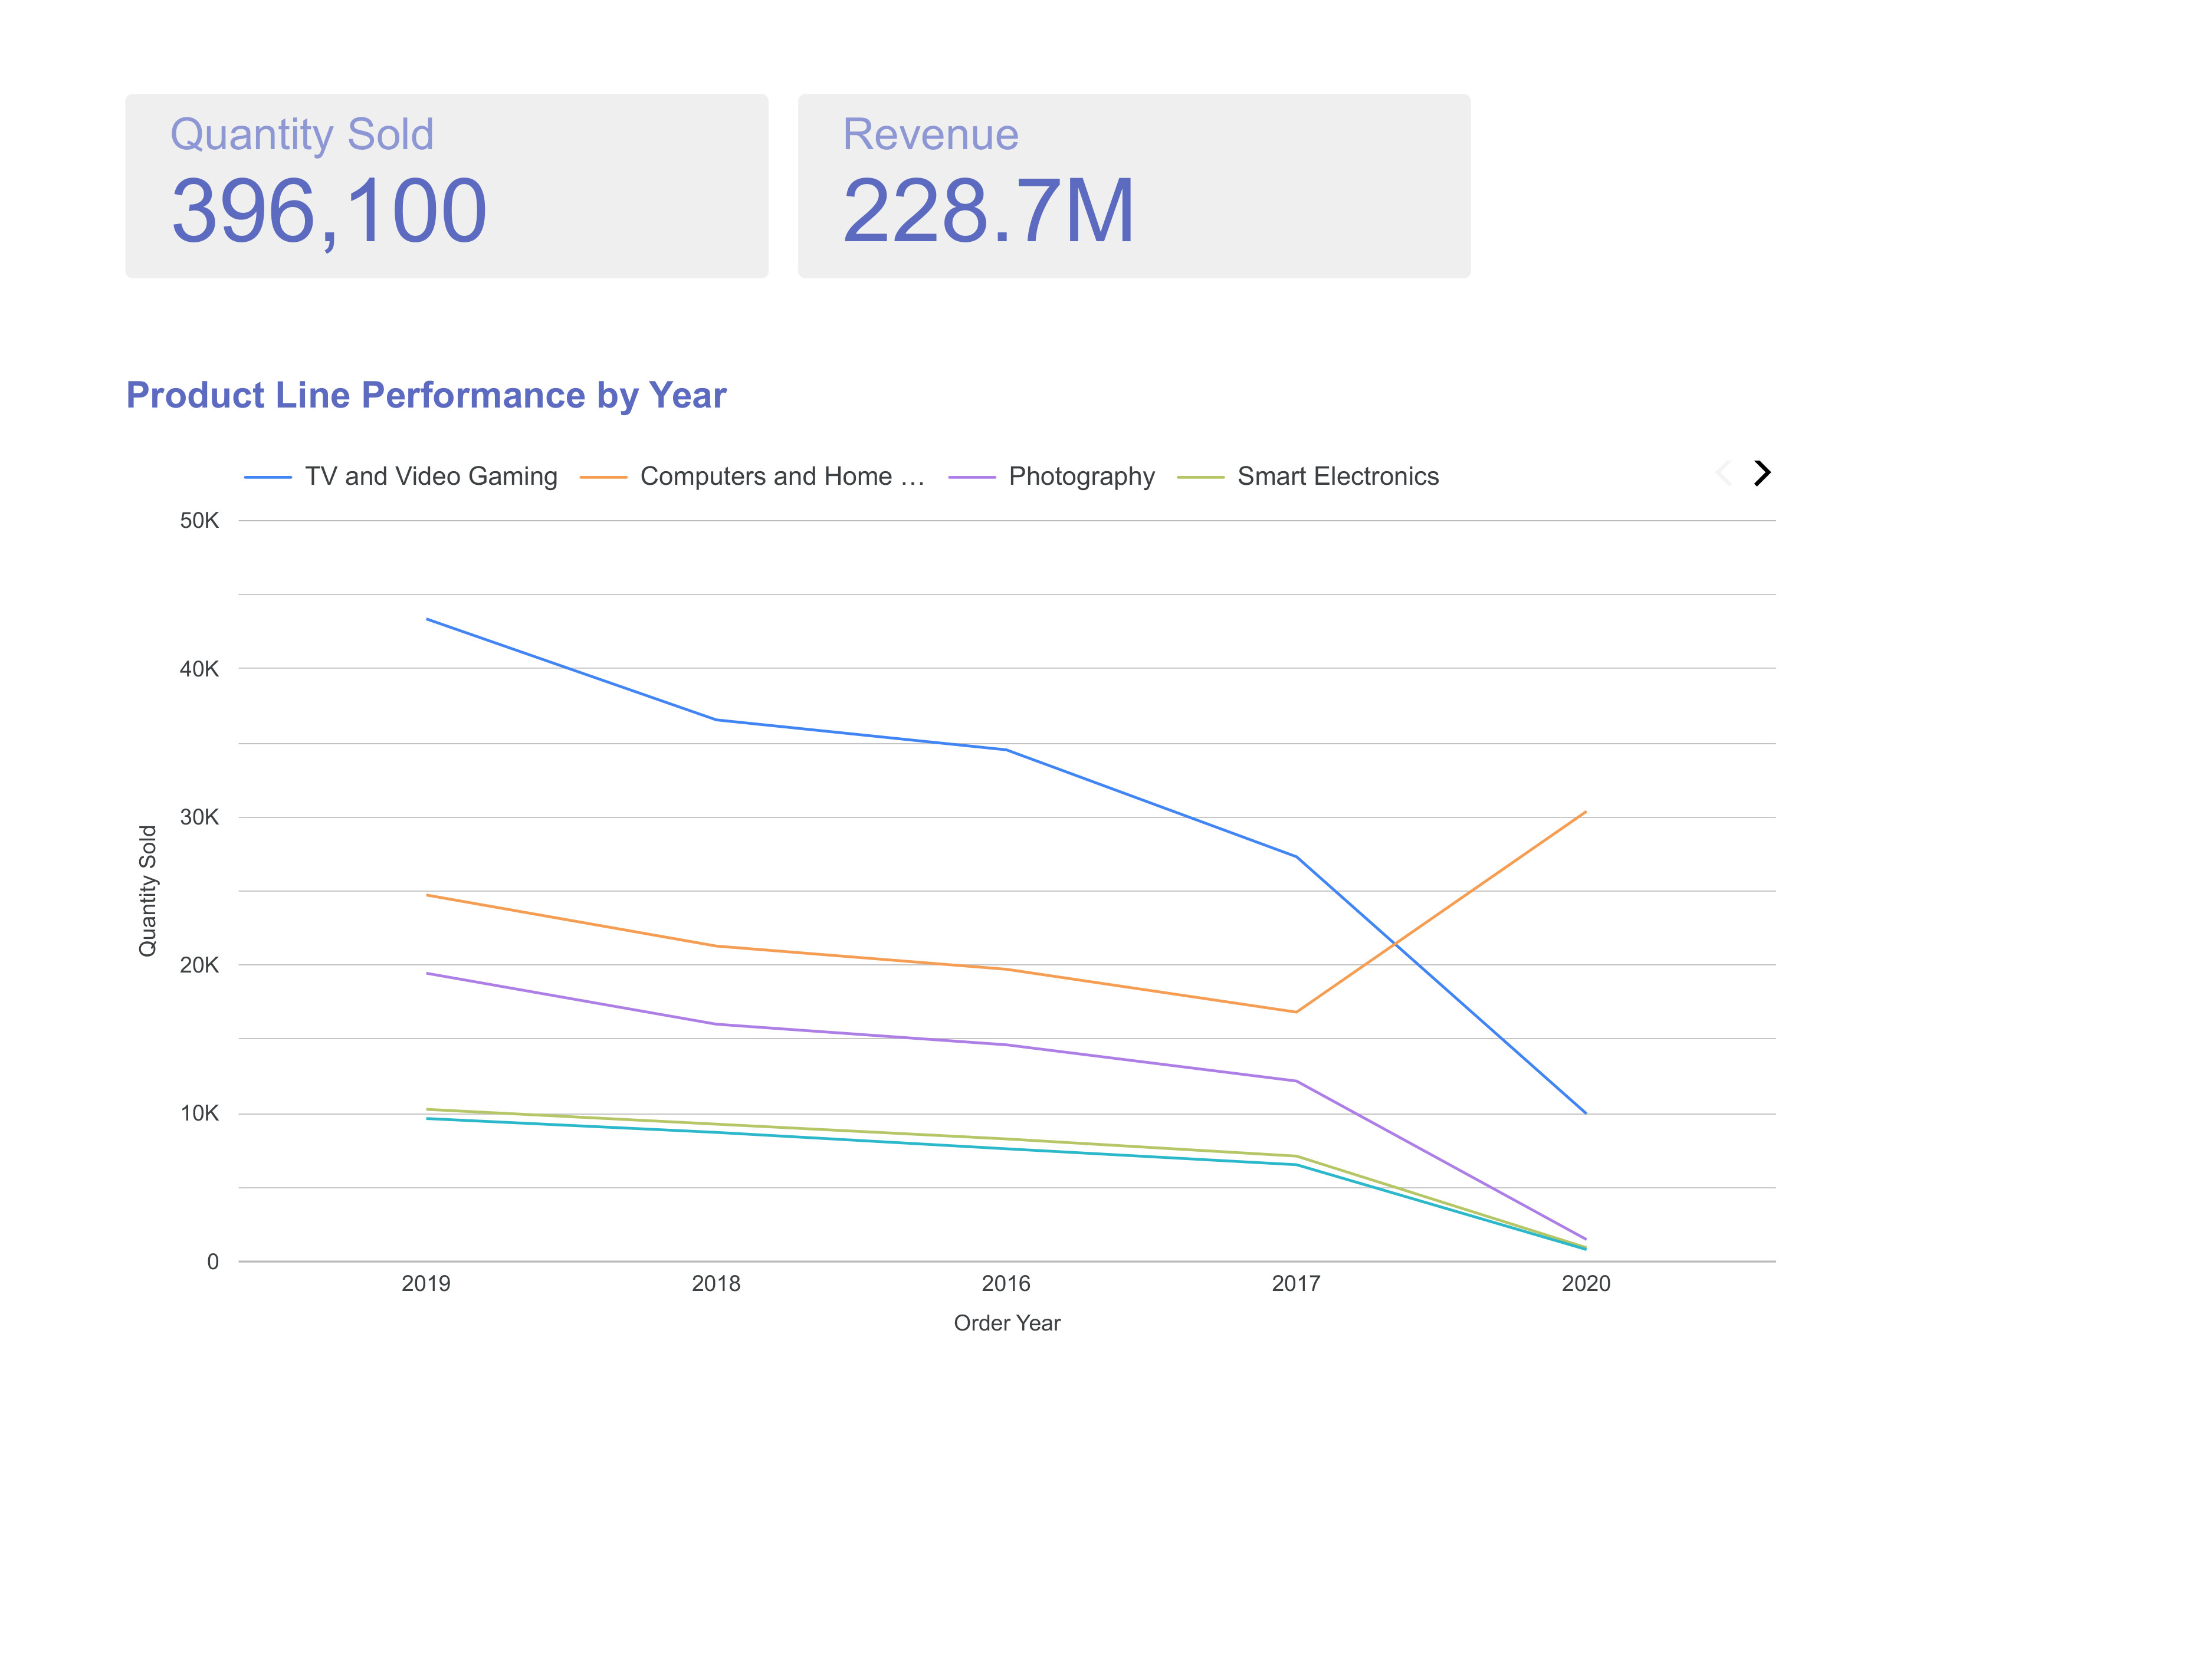 Quantity Sold
396,100
Revenue
228.7M
Product Line Performance by Year
TV and Video Gaming
Computers and Home …
Photography
Smart Electronics
50K
40K
30K
20K
10K
0
Quantity Sold
2019
2018
2016
2017
2020
Order Year